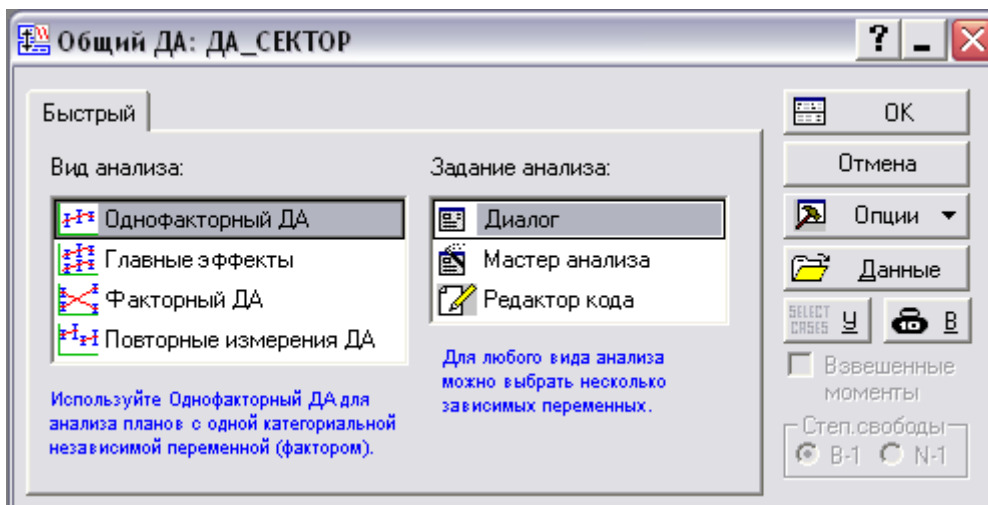 Общий ДА: ДА_СЕКТОР
Быстрый
Вид анализа:
Однофакторный ДА
Главные эффекты
Факторный ДА
Повторные измерения ДА
Используйте Однофакторный ДА для
анализа планов с одной категориальной
независимой переменной (фактором).
Задание анализа:
Диалог
Мастер анализа
Редактор кода
Для любого вида анализа
можно выбрать несколько
зависимых переменных.
?
OK
Отмена
Опции
Данные
SELECT
CASES
У
В
Взвешенные
моменты
Степ.свободы
В-1
N-1